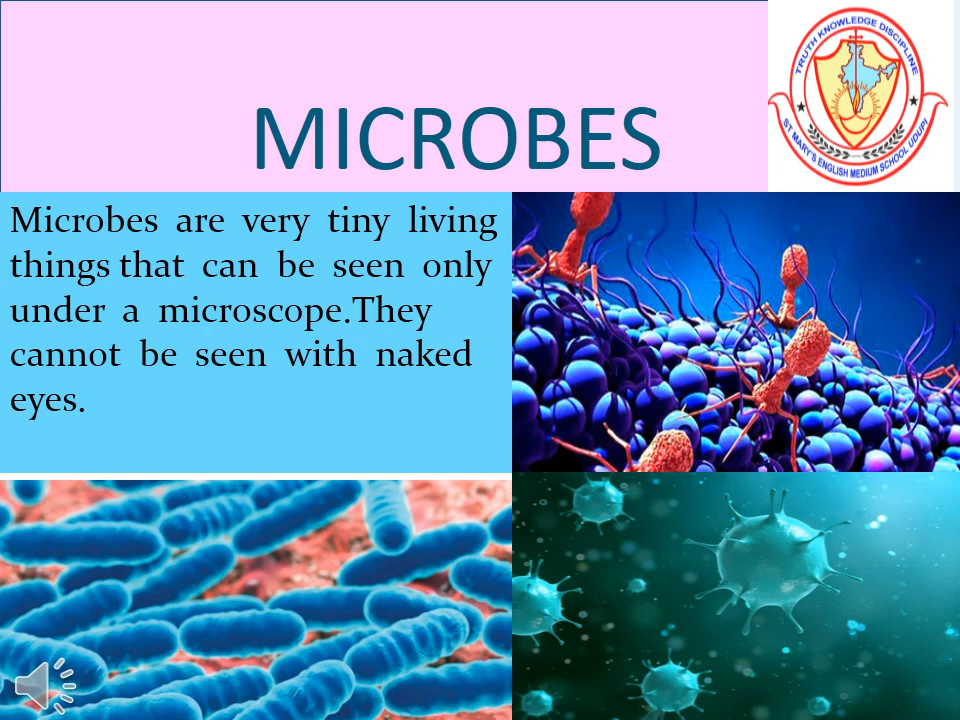 MICROBES
TRUTH KNOWLEDGE DISCIPLINE
ST MARY'S ENGLISH MEDIUM SCHOOL UDUPI
Microbes are very tiny living
things that can be seen only
under a microscope.They
cannot be seen with naked
eyes.